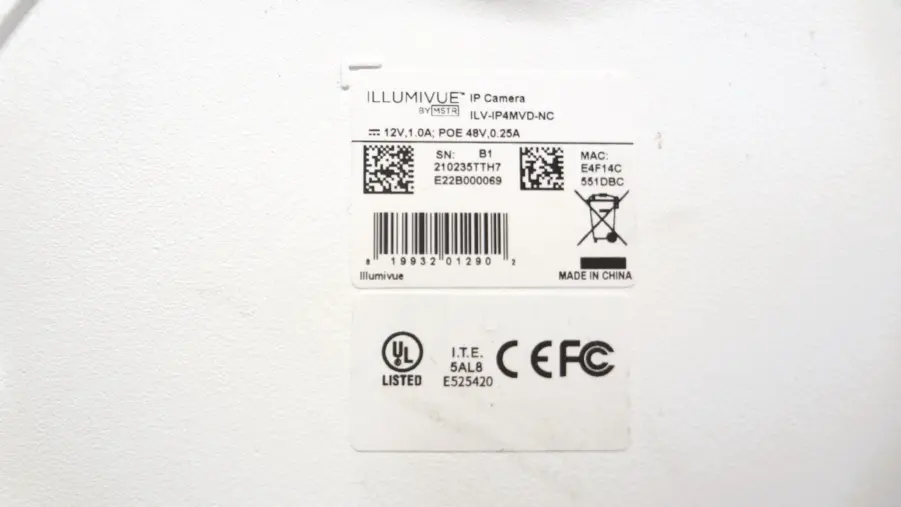 ILLUMIVUE™ IP Camera
BY MSTR ILV-IP4MVD-NC
12V,1.0A; POE 48V,0.25A
SN: B1
210235TTH7
E22B000069
MAC:
E4F14C
551DBC
8 19932 01290 2
Illumivue
MADE IN CHINA
UL
LISTED
I.T.E.
5AL8
E525420
CE FC